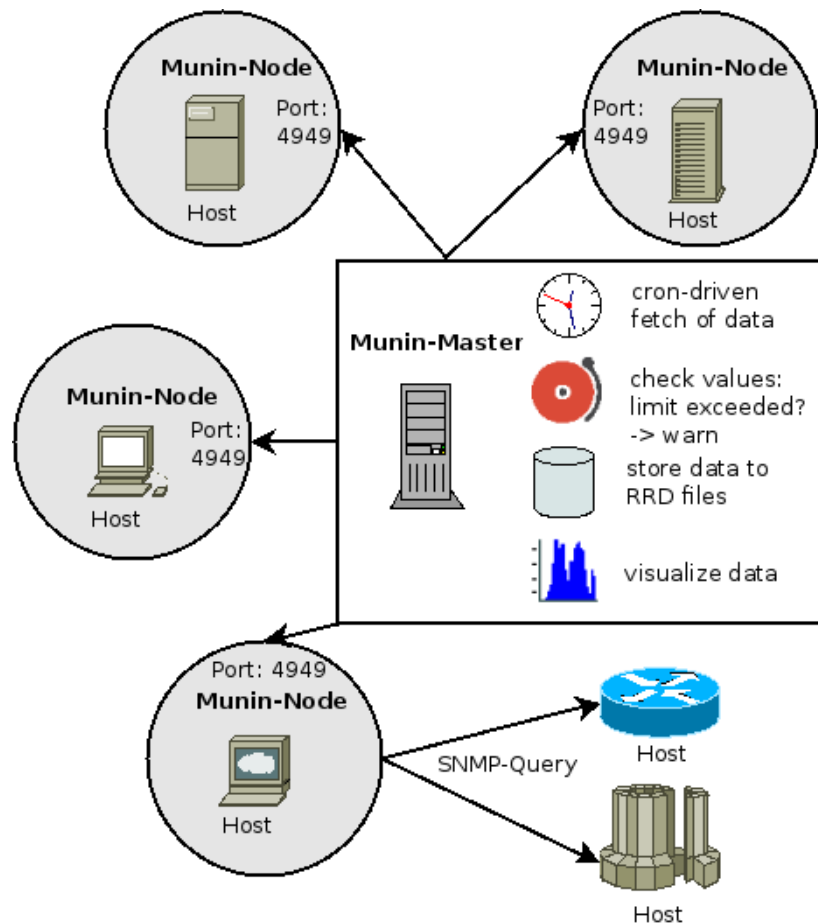 Munin-Node
Port:
4949
Host
Munin-Node
Port:
4949
Host
Munin-Master
cron-driven
fetch of data
check values:
limit exceeded?
-> warn
store data to
RRD files
visualize data
Munin-Node
Port:
4949
Host
Port: 4949
Munin-Node
Host
SNMP-Query
Host
Host